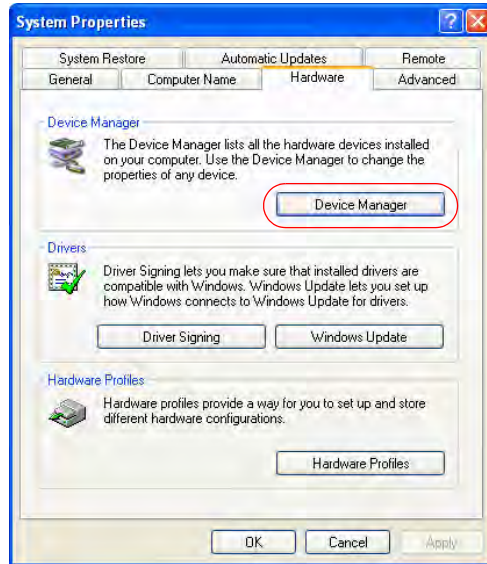 System Properties
System Restore Automatic Updates Remote
General Computer Name Hardware Advanced
Device Manager
The Device Manager lists all the hardware devices installed
on your computer. Use the Device Manager to change the
properties of any device.
Device Manager
Drivers
Driver Signing lets you make sure that installed drivers are
compatible with Windows. Windows Update lets you set up
how Windows connects to Windows Update for drivers.
Driver Signing Windows Update
Hardware Profiles
Hardware profiles provide a way for you to set up and store
different hardware configurations.
Hardware Profiles
OK Cancel Apply